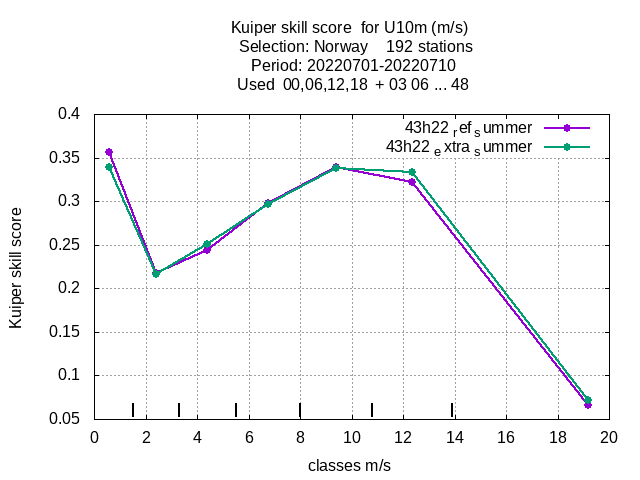 Kuiper skill score  for U10m (m/s)
Selection: Norway    192 stations
Period: 20220701-20220710
Used  00,06,12,18  + 03 06 ... 48
0.4
43h22 ref summer
0.35
43h22 extra summer
0.3
0.25
0.2
0.15
0.1
0.05
Kuiper skill score
0 2 4 6 8 10 12 14 16 18 20
classes m/s